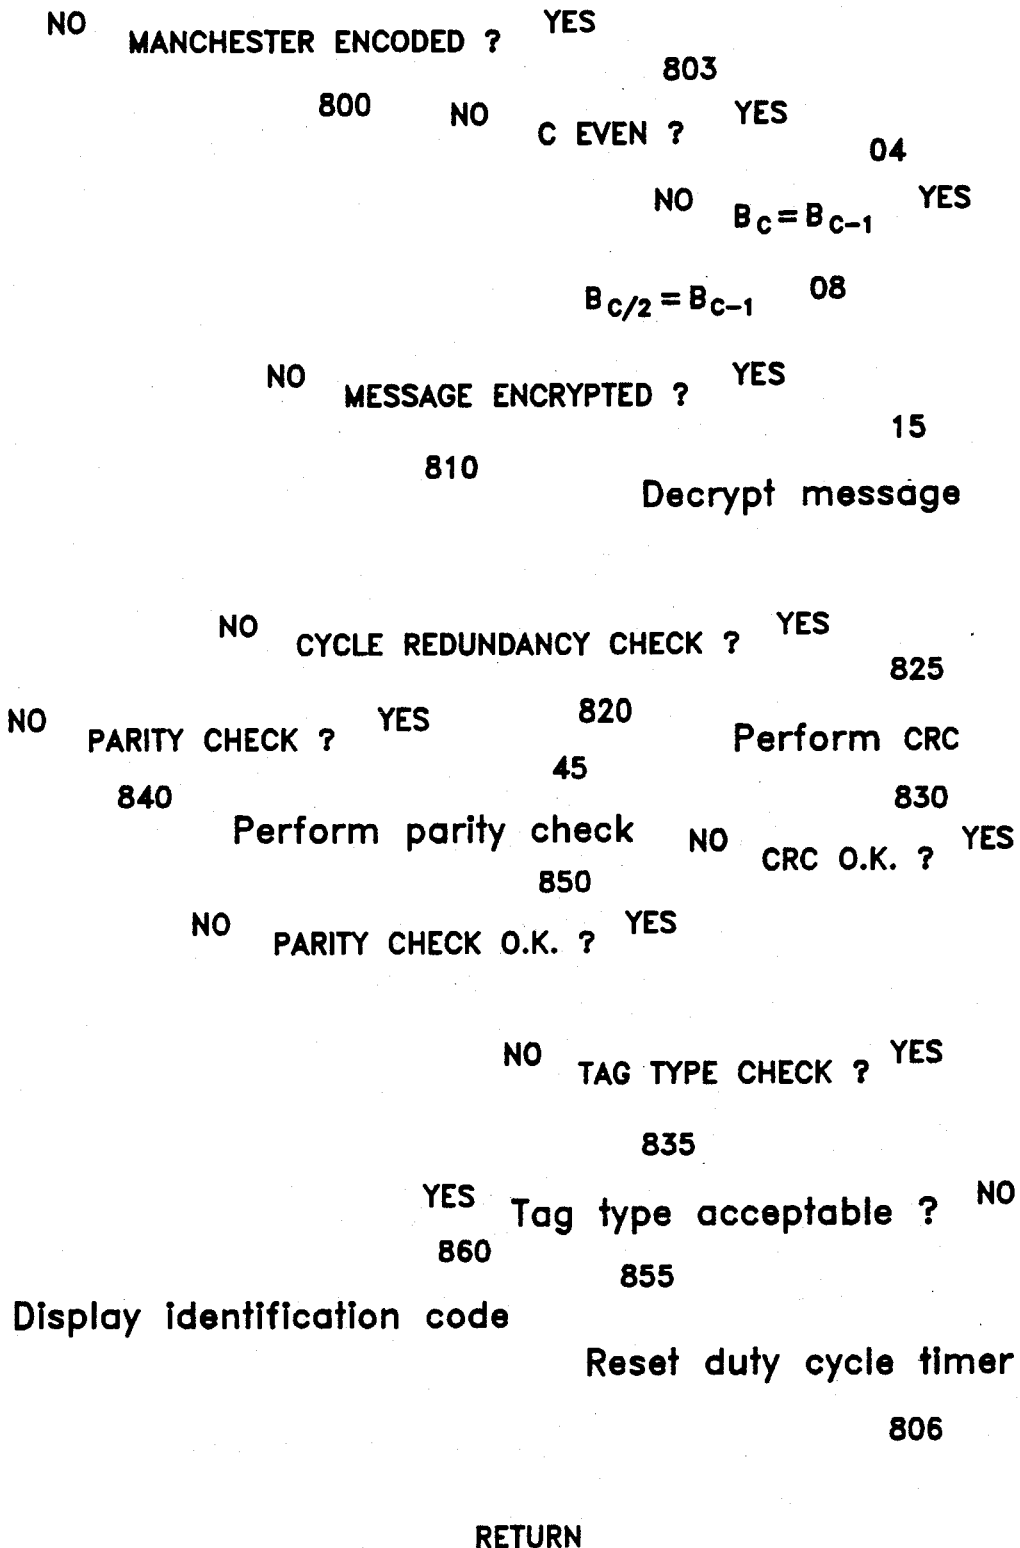 NO MANCHESTER ENCODED ? YES
803
800 NO C EVEN ? YES
04
NO B_C = B_{C-1} YES
B_{C/2} = B_{C-1} 08
NO MESSAGE ENCRYPTED ? YES
15
810
Decrypt message
NO CYCLE REDUNDANCY CHECK ? YES
825
NO PARITY CHECK ? YES 820 Perform CRC
45
840 830
Perform parity check NO CRC O.K. ? YES
850
NO PARITY CHECK O.K. ? YES
NO TAG TYPE CHECK ? YES
835
YES Tag type acceptable ? NO
860
855
Display identification code
Reset duty cycle timer
806
RETURN